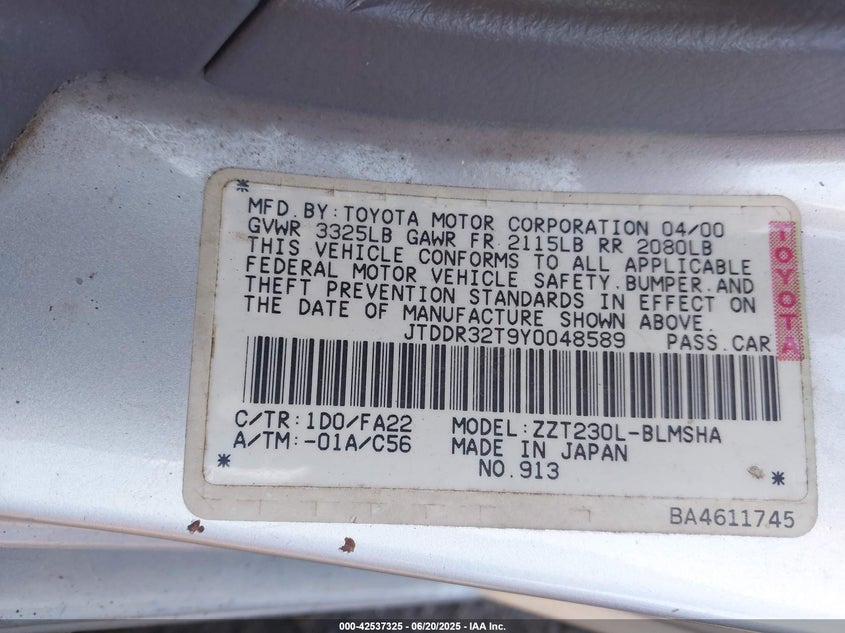 MFD.BY:TOYOTA MOTOR CORPORATION 04/00
GVWR 3325LB GAWR FR 2115LB RR 2080LB
THIS VEHICLE CONFORMS TO ALL APPLICABLE
FEDERAL MOTOR VEHICLE SAFETY.BUMPER.AND
THEFT PREVENTION STANDARDS IN EFFECT ON
THE DATE OF MANUFACTURE SHOWN ABOVE.
JTDDR32T9Y0048589 PASS.CAR
TOYOTA
C/TR:1D0/FA22 MODEL:ZZT230L-BLMSHA
A/TM:-01A/C56 MADE IN JAPAN
NO.913
BA4611745
000-42537325 - 06/20/2025 - IAA Inc.